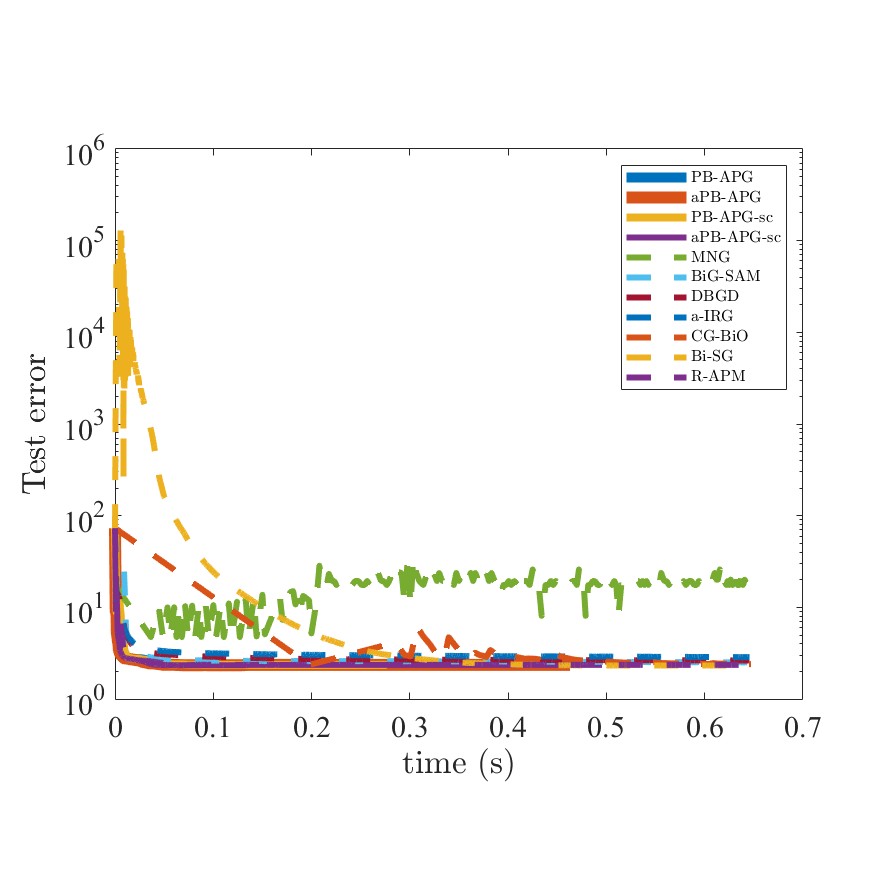 10^6
10^5
10^4
10^3
10^2
10^1
10^0
Test error
0 0.1 0.2 0.3 0.4 0.5 0.6 0.7
time (s)
PB-APG
aPB-APG
PB-APG-sc
aPB-APG-sc
MNG
BiG-SAM
DBGD
a-IRG
CG-BiO
Bi-SG
R-APM